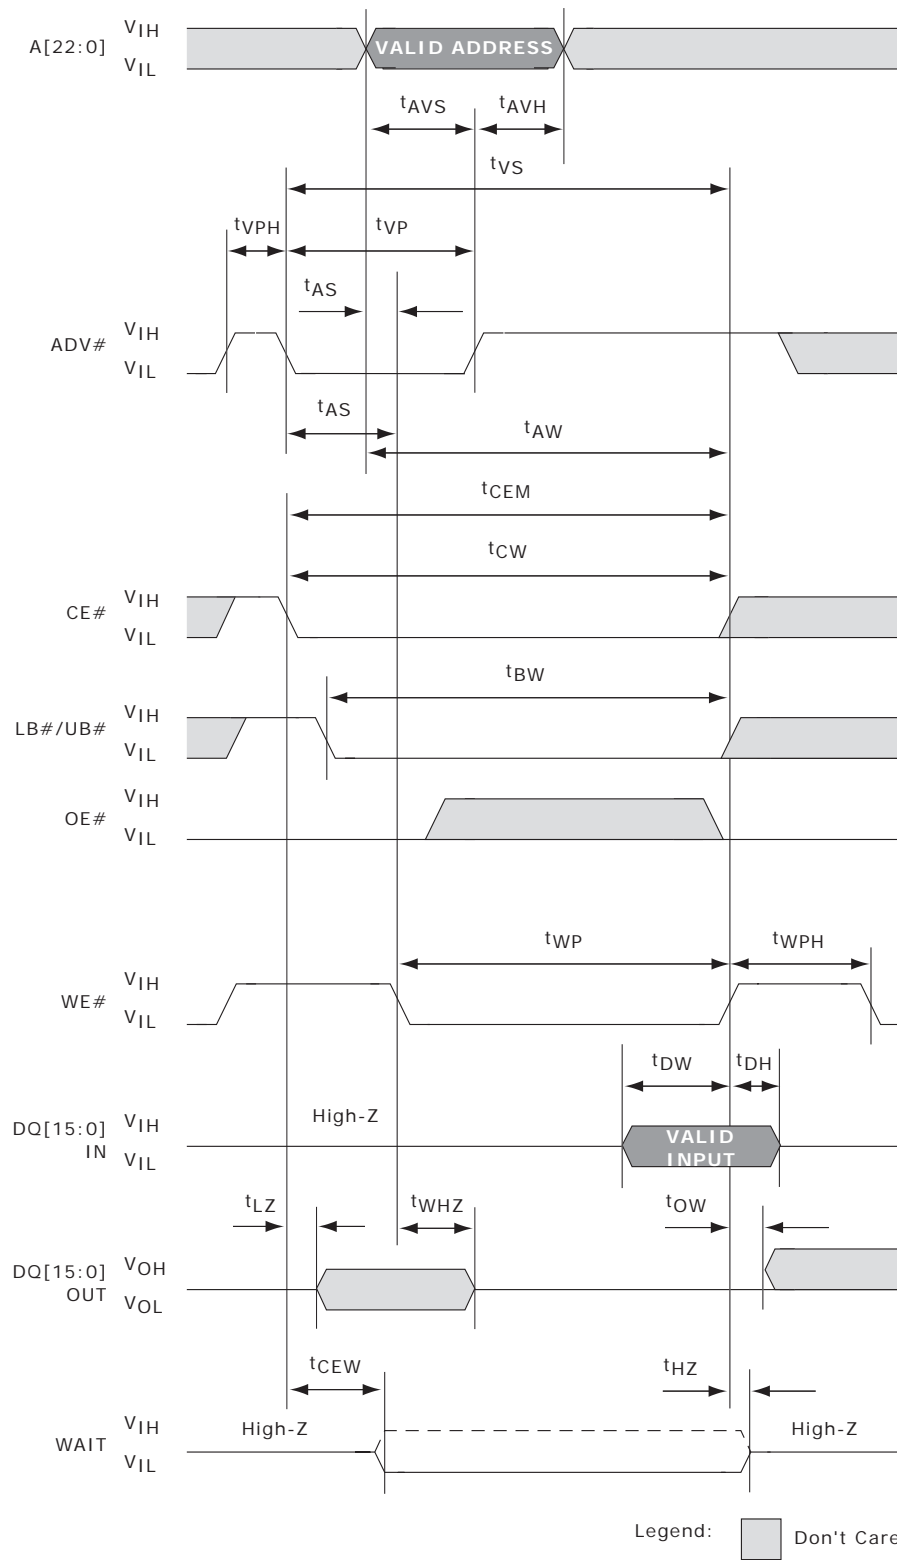 A[22:0] VIH VALID ADDRESS
VIL
tAVS tAVH
tVS
tVPH tVP
tAS
ADV# VIH
VIL
tAS tAW
tCEM
tCW
CE# VIH
VIL
tBW
LB#/UB# VIH
VIL
OE# VIH
VIL
tWP tWPH
WE# VIH
VIL
tDW tDH
High-Z
DQ[15:0] VIH VALID
IN VIL INPUT
tLZ tWHZ tOW
DQ[15:0] VOH
OUT VOL
tCEW tHZ
WAIT VIH High-Z High-Z
VIL
Legend: Don't Care